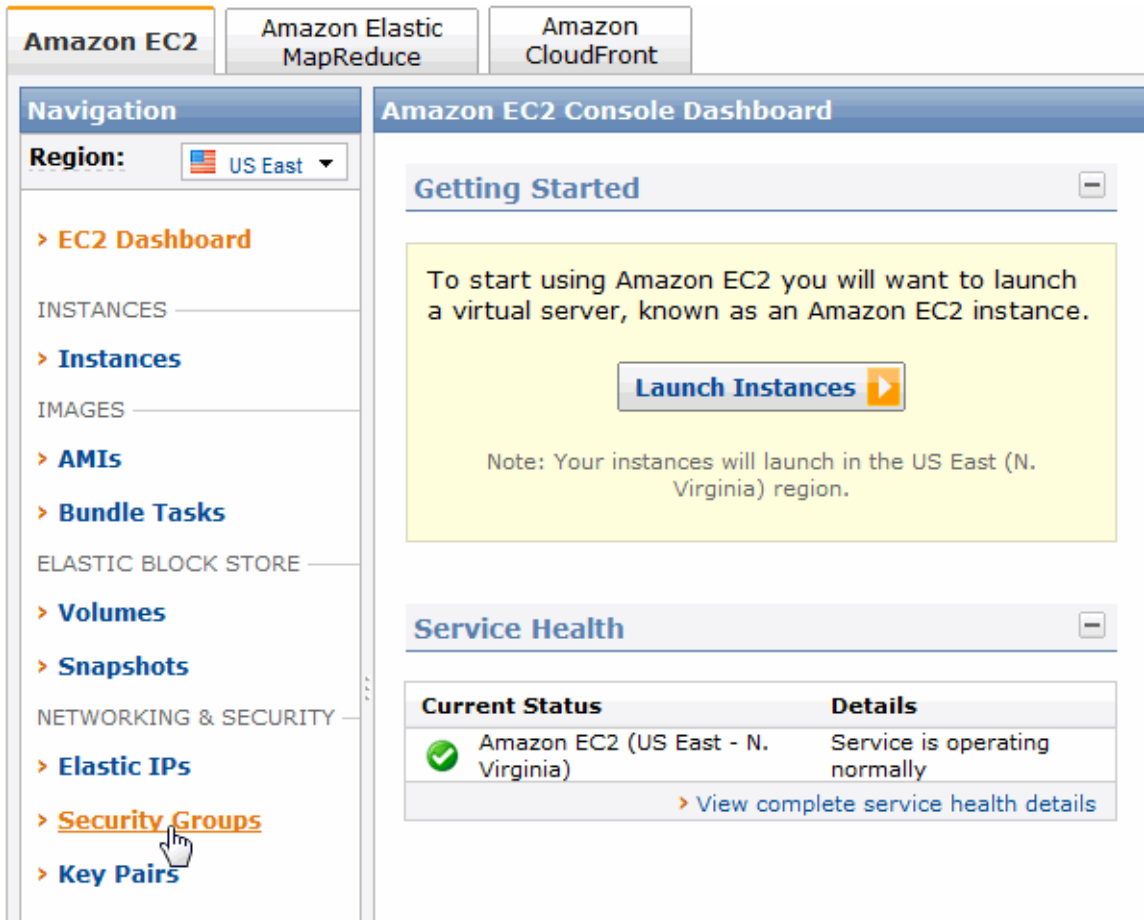 Amazon EC2
Amazon Elastic
MapReduce
Amazon
CloudFront
Navigation
Region:
US East
> EC2 Dashboard
INSTANCES
> Instances
IMAGES
> AMIs
> Bundle Tasks
ELASTIC BLOCK STORE
> Volumes
> Snapshots
NETWORKING & SECURITY
> Elastic IPs
> Security Groups
> Key Pairs
Amazon EC2 Console Dashboard
Getting Started
To start using Amazon EC2 you will want to launch
a virtual server, known as an Amazon EC2 instance.
Launch Instances
Note: Your instances will launch in the US East (N.
Virginia) region.
Service Health
Current Status Details
Amazon EC2 (US East - N.
Virginia)
Service is operating
normally
> View complete service health details